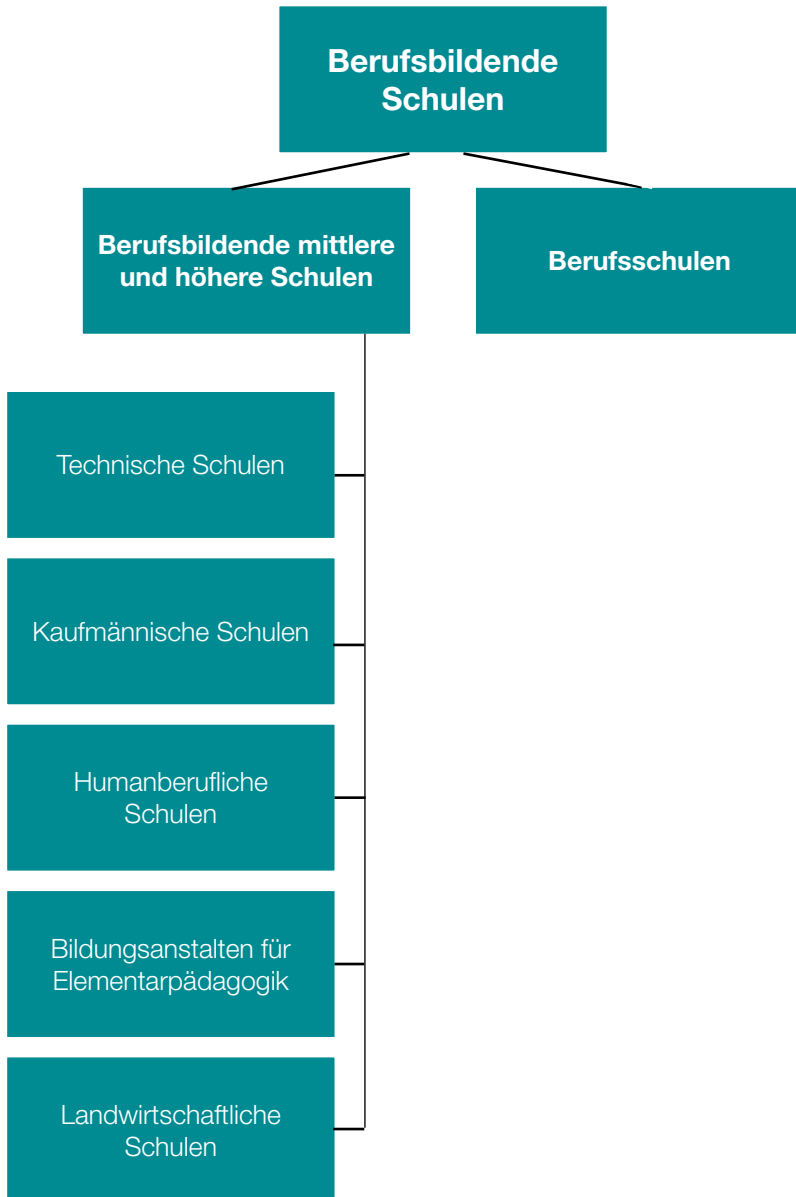 Berufsbildende
Schulen
Berufsbildende mittlere
und höhere Schulen
Berufsschulen
Technische Schulen
Kaufmännische Schulen
Humanberufliche
Schulen
Bildungsanstalten für
Elementarpädagogik
Landwirtschaftliche
Schulen